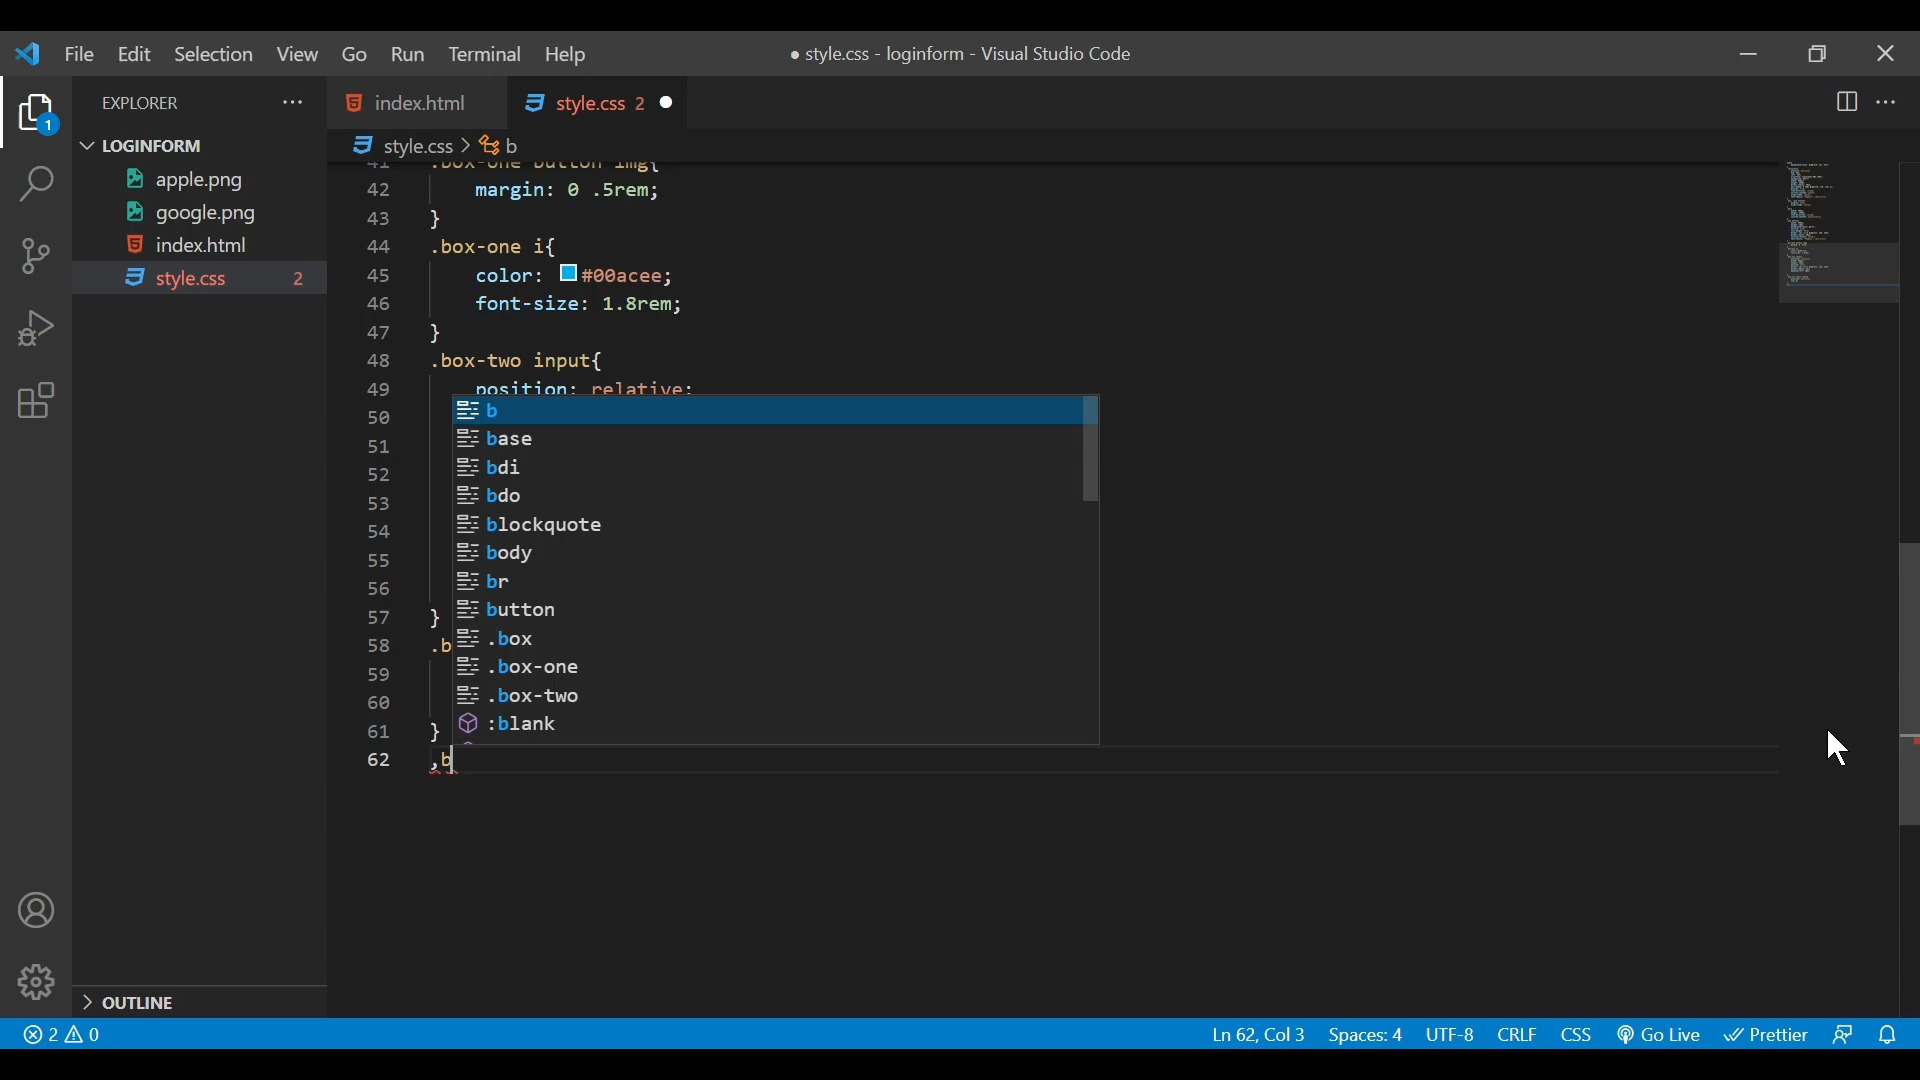 File Edit Selection View Go Run Terminal Help
● style.css - loginform - Visual Studio Code
EXPLORER
index.html
style.css 2
1
LOGINFORM
style.css > b
apple.png
google.png
index.html
style.css 2
41 .box-one button img{
42 margin: 0 .5rem;
43 }
44 .box-one i{
45 color: #00acee;
46 font-size: 1.8rem;
47 }
48 .box-two input{
49 position: relative;
50
51
52
53
54
55
56
57 }
58 .b
59
60
61 }
62 ,b
b
base
bdi
bdo
blockquote
body
br
button
.box
.box-one
.box-two
:blank
OUTLINE
2 0
Ln 62, Col 3 Spaces: 4 UTF-8 CRLF CSS Go Live Prettier